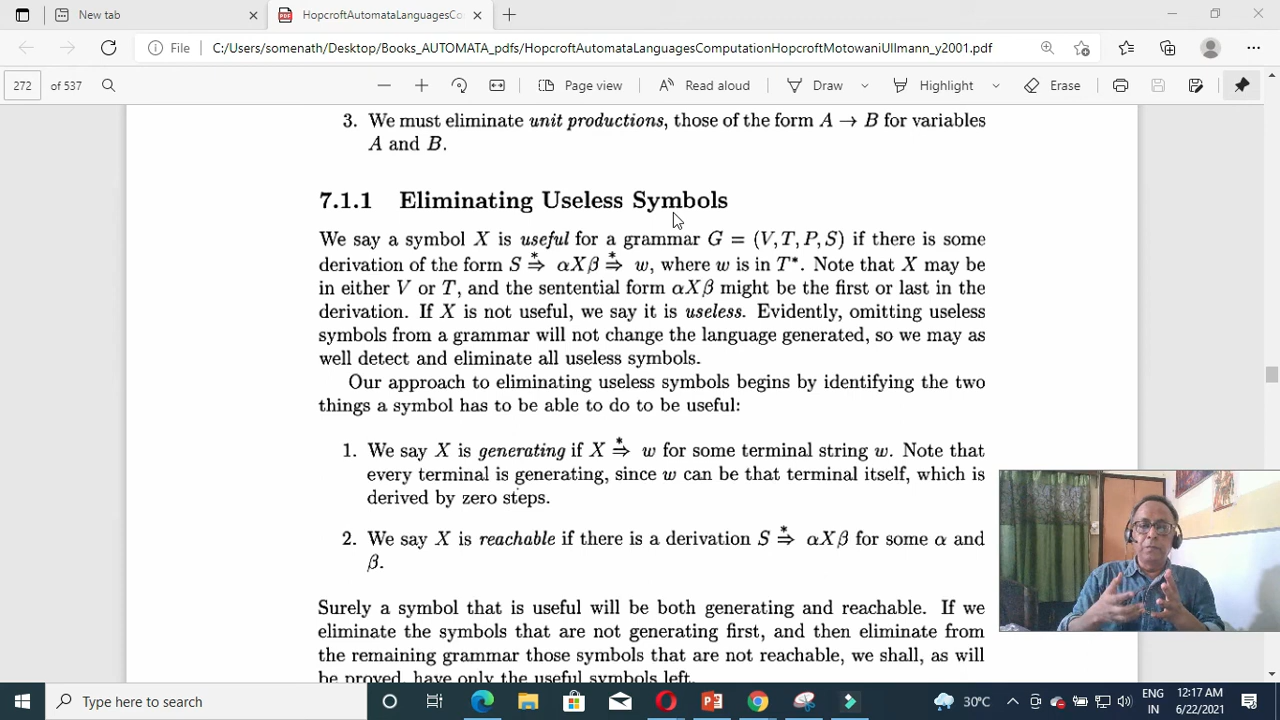 New tab
HopcroftAutomataLanguagesCo
File
C:/Users/somenath/Desktop/Books_AUTOMATA_pdfs/HopcroftAutomataLanguagesComputationHopcroftMotowaniUllmann_y2001.pdf
272 of 537
Page view
Read aloud
Draw
Highlight
Erase
3. We must eliminate unit productions, those of the form A → B for variables
A and B.
7.1.1 Eliminating Useless Symbols
We say a symbol X is useful for a grammar G = (V, T, P, S) if there is some
derivation of the form S ⇒* αXβ ⇒* w, where w is in T*. Note that X may be
in either V or T, and the sentential form αXβ might be the first or last in the
derivation. If X is not useful, we say it is useless. Evidently, omitting useless
symbols from a grammar will not change the language generated, so we may as
well detect and eliminate all useless symbols.
Our approach to eliminating useless symbols begins by identifying the two
things a symbol has to be able to do to be useful:
1. We say X is generating if X ⇒* w for some terminal string w. Note that
every terminal is generating, since w can be that terminal itself, which is
derived by zero steps.
2. We say X is reachable if there is a derivation S ⇒* αXβ for some α and
β.
Surely a symbol that is useful will be both generating and reachable. If we
eliminate the symbols that are not generating first, and then eliminate from
the remaining grammar those symbols that are not reachable, we shall, as will
be proved, have only the useful symbols left.
Type here to search
30°C
ENG
IN
12:17 AM
6/22/2021